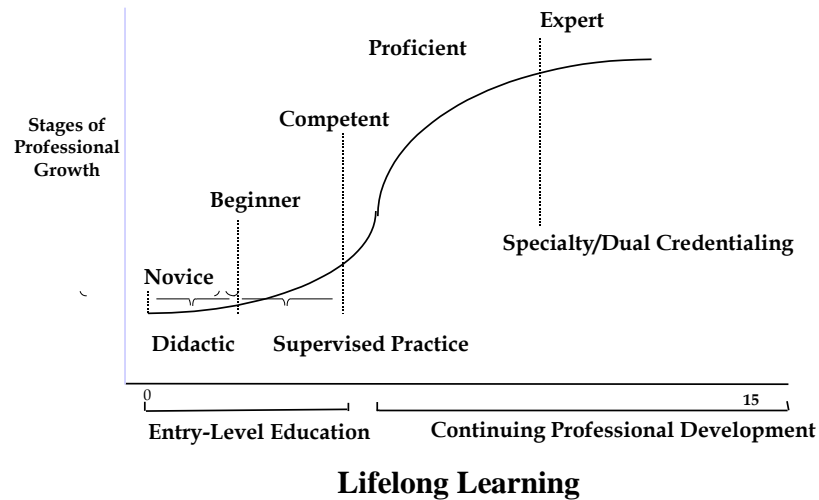 Expert
Proficient
Competent
Stages of
Professional
Growth
Beginner
Specialty/Dual Credentialing
Novice
Didactic
Supervised Practice
0
15
Entry-Level Education
Continuing Professional Development
Lifelong Learning